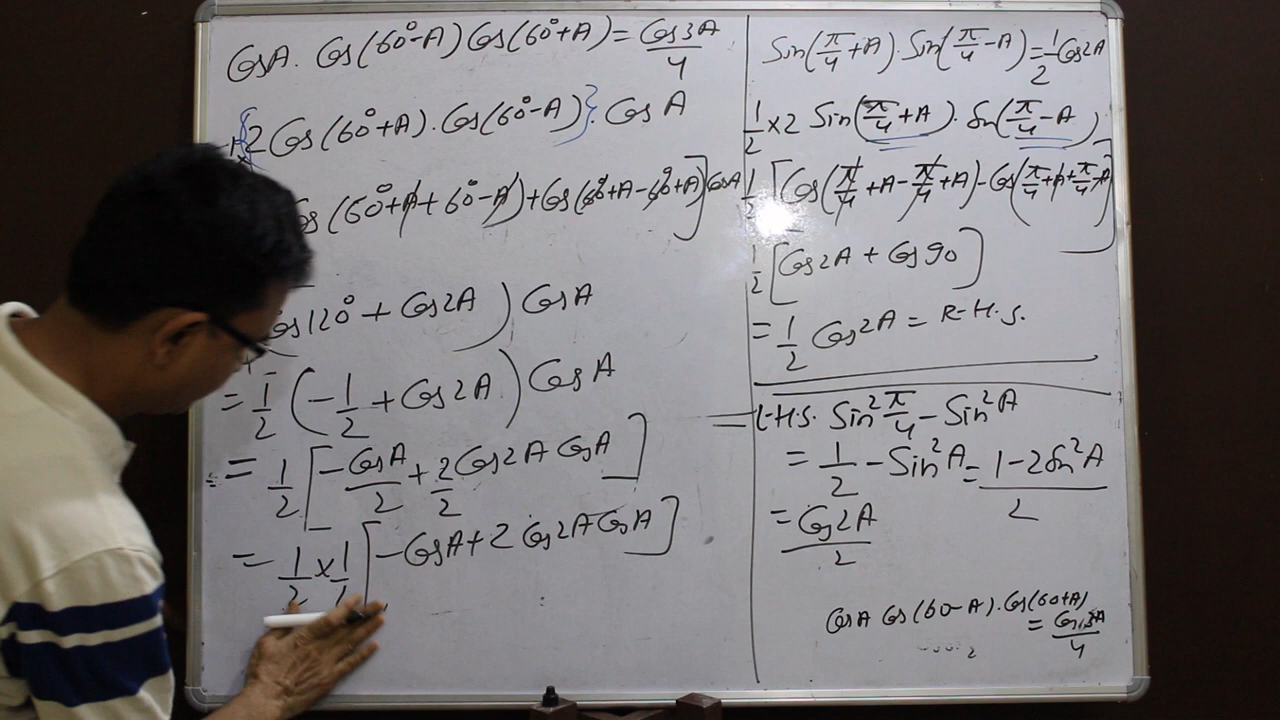 CosA. Cos(60°-A) Cos(60°+A) = Cos3A/4
2 Cos(60°+A). Cos(60°-A)}. Cos A
Cos(60°+A+60°-A)+Cos(60°+A-60°+A)]CosA
Cos120° + Cos2A) CosA
= 1/2 (-1/2 + Cos2A) CosA
= 1/2 [-CosA/2 + 2/2 Cos2A CosA]
= 1/2 × 1/ [-CosA+2 Cos2A CosA]
Sin(π/4+A). Sin(π/4-A)=1/2 Cos2A
1/2 ×2 Sin(π/4+A). Sn(π/4-A)
1/2 [Cos(π/4+A-π/4+A)-Cos(π/4+A+π/4-A)]
1/2 [Cos2A + Cos90]
= 1/2 Cos2A = R.H.S.
L.H.S. Sin²π/4 - Sin²A
= 1/2 - Sin²A = 1-2Sn²A/2
= Cos2A/2
CosA Cos(60-A). Cos(60+A)
= Cos3A/4